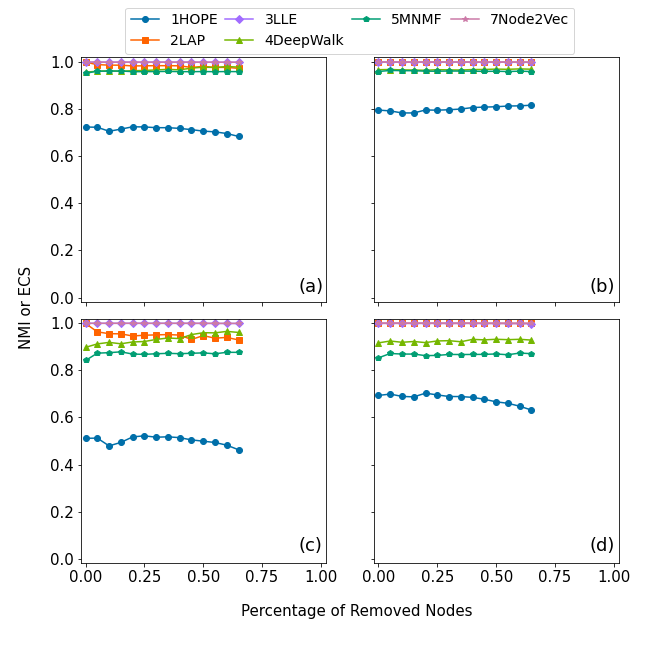 1HOPE 3LLE 5MNMF 7Node2Vec
2LAP 4DeepWalk
1.0
0.8
0.6
0.4
0.2
0.0
(a)
(b)
NMI or ECS
1.0
0.8
0.6
0.4
0.2
0.0
(c)
(d)
0.00 0.25 0.50 0.75 1.00
0.00 0.25 0.50 0.75 1.00
Percentage of Removed Nodes